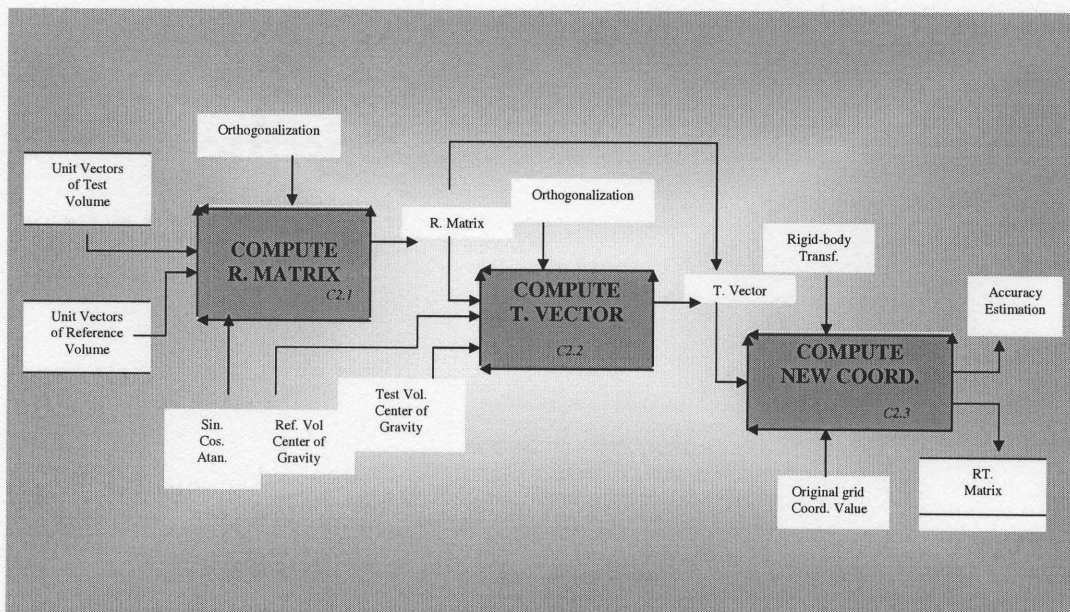 Orthogonalization
Unit Vectors
of Test
Volume
COMPUTE
R. MATRIX
C2.1
Unit Vectors
of Reference
Volume
Sin.
Cos.
Atan.
Ref. Vol
Center of
Gravity
R. Matrix
Orthogonalization
COMPUTE
T. VECTOR
C2.2
Test Vol.
Center of
Gravity
T. Vector
Rigid-body
Transf.
COMPUTE
NEW COORD.
C2.3
Accuracy
Estimation
Original grid
Coord. Value
RT.
Matrix